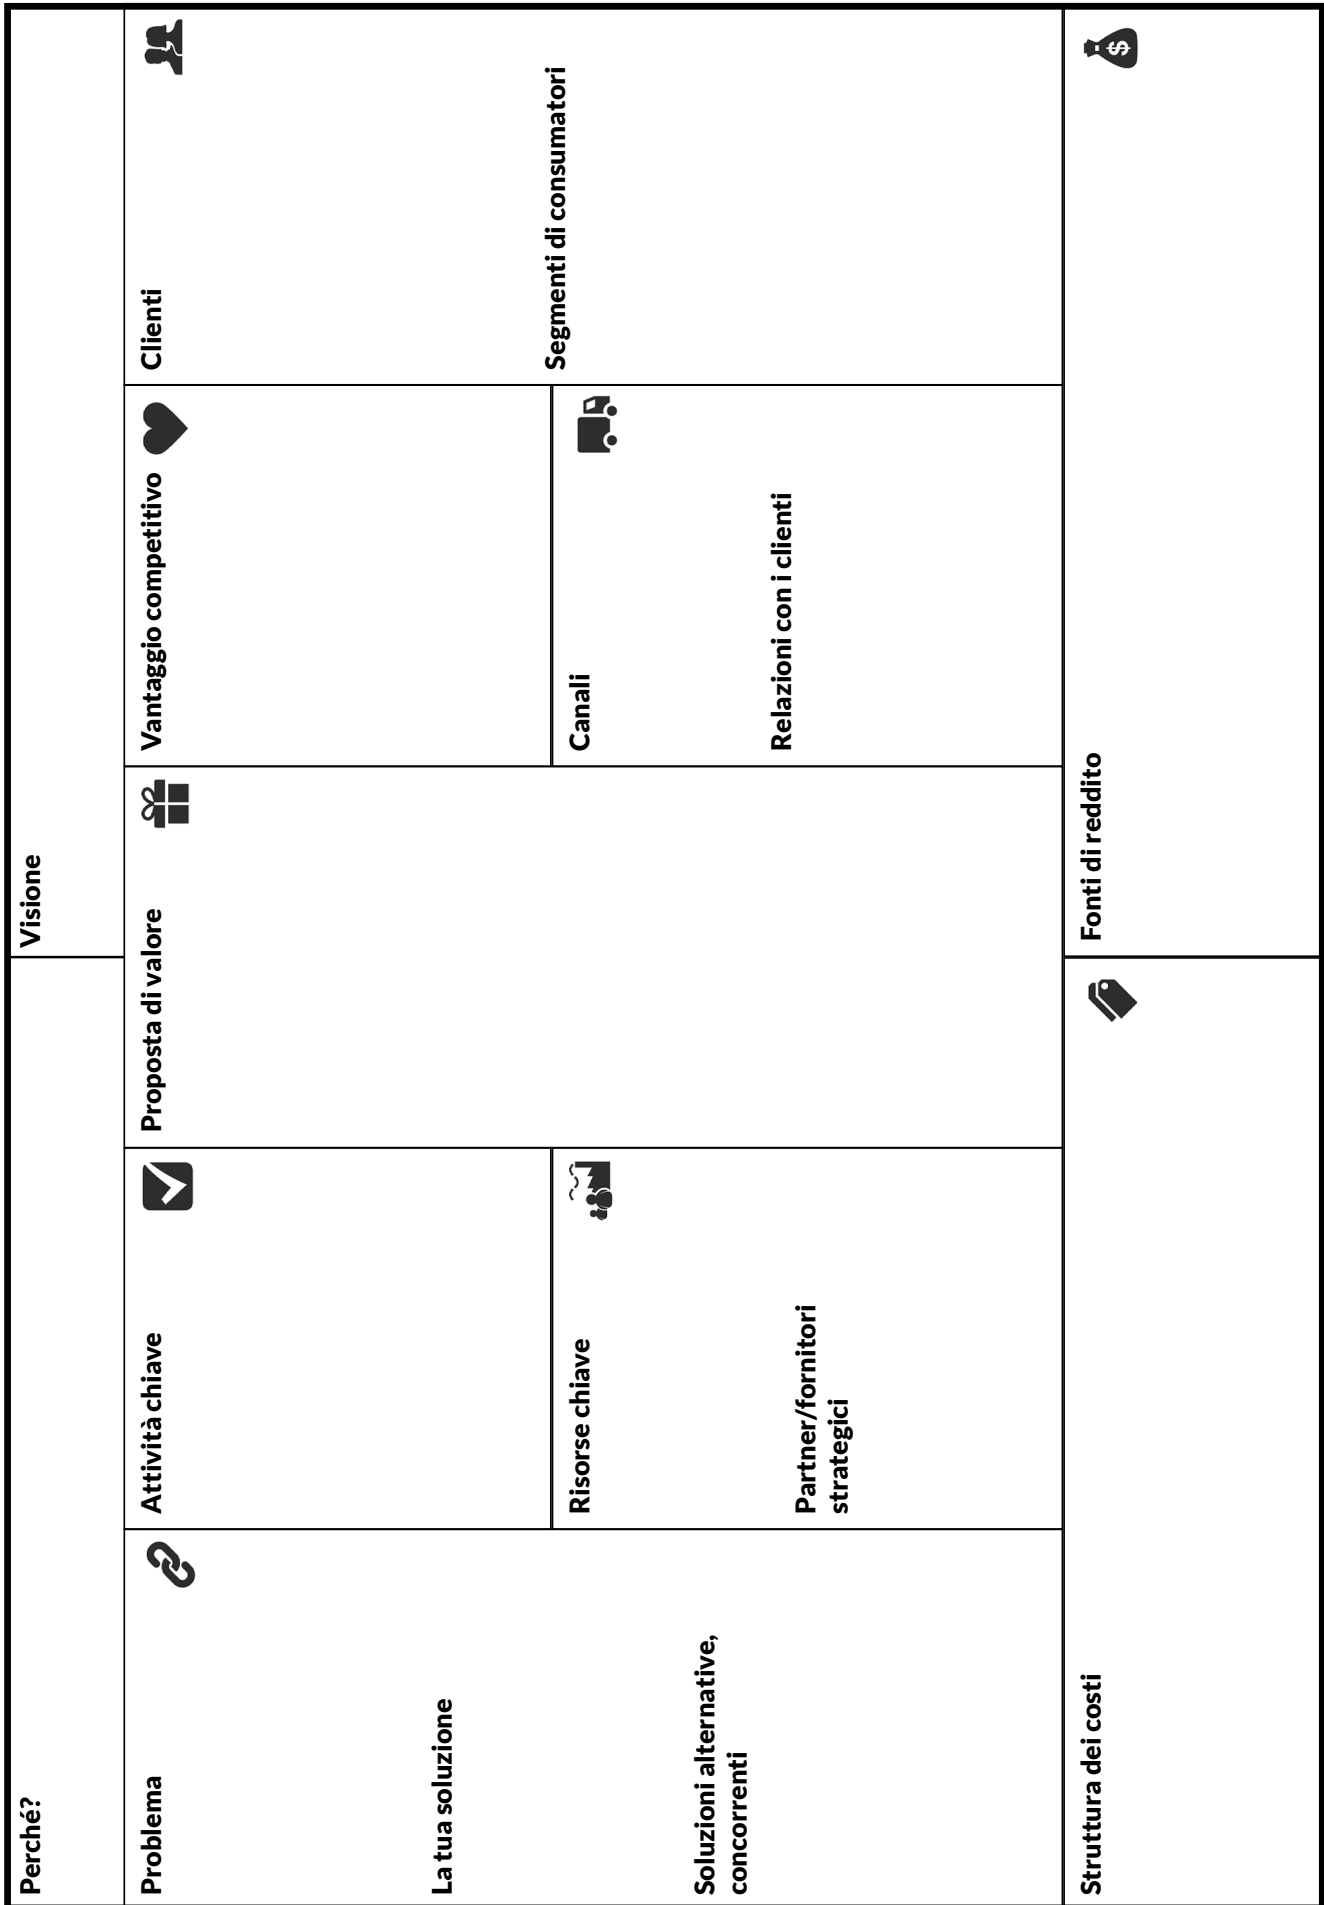 Perché?
Visione
Problema
La tua soluzione
Soluzioni alternative,
concorrenti
Attività chiave
Risorse chiave
Partner/fornitori
strategici
Proposta di valore
Vantaggio competitivo
Canali
Relazioni con i clienti
Clienti
Segmenti di consumatori
Struttura dei costi
Fonti di reddito
$